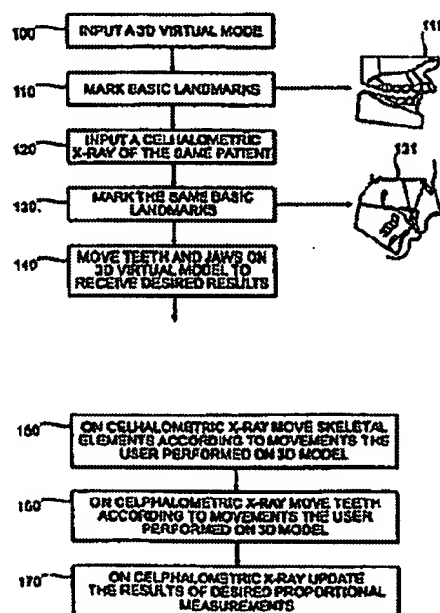 100
INPUT A 3D VIRTUAL MODE
110
MARK BASIC LANDMARKS
111
120
INPUT A CELHALOMETRIC
X-RAY OF THE SAME
PATIENT
130
MARK THE SAME BASIC
LANDMARKS
131
140
MOVE TEETH AND JAWS ON
3D VIRTUAL MODEL TO
RECEIVE DESIRED RESULTS
150
ON CELHALOMETRIC X-RAY MOVE SKELETAL
ELEMENTS ACCORDING TO MOVEMENTS THE
USER PERFORMED ON 3D MODEL
160
ON CELPHALOMETRIC X-RAY MOVE TEETH
ACCORDING TO MOVEMENTS THE USER
PERFORMED ON 3D MODEL
170
ON CELPHALOMETRIC X-RAY UPDATE
THE RESULTS OF DESIRED PROPORTIONAL
MEASUREMENTS